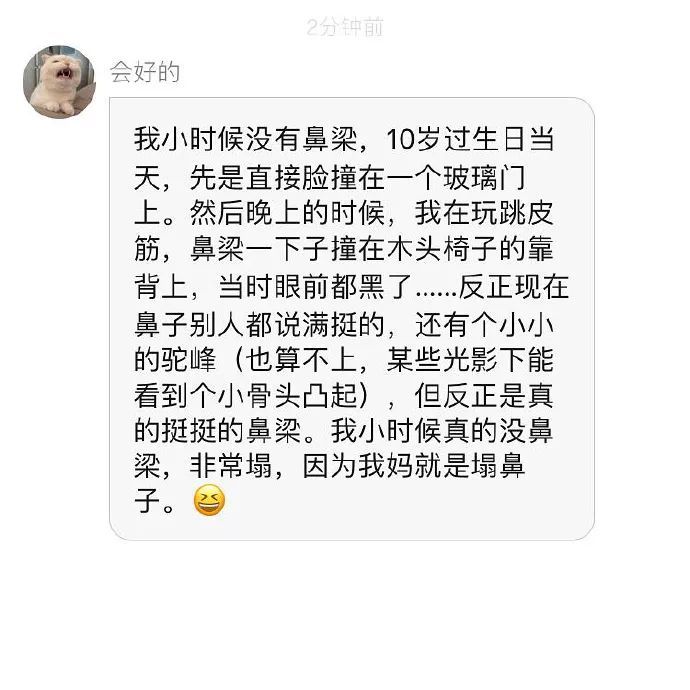 2分钟前
会好的
我小时候没有鼻梁，10岁过生日当
天，先是直接脸撞在一个玻璃门
上。然后晚上的时候，我在玩跳皮
筋，鼻梁一下子撞在木头椅子的靠
背上，当时眼前都黑了......反正现在
鼻子别人都说满挺的，还有个小小
的驼峰（也算不上，某些光影下能
看到个小骨头凸起），但反正是真
的挺挺的鼻梁。我小时候真的没鼻
梁，非常塌，因为我妈就是塌鼻
子。😆